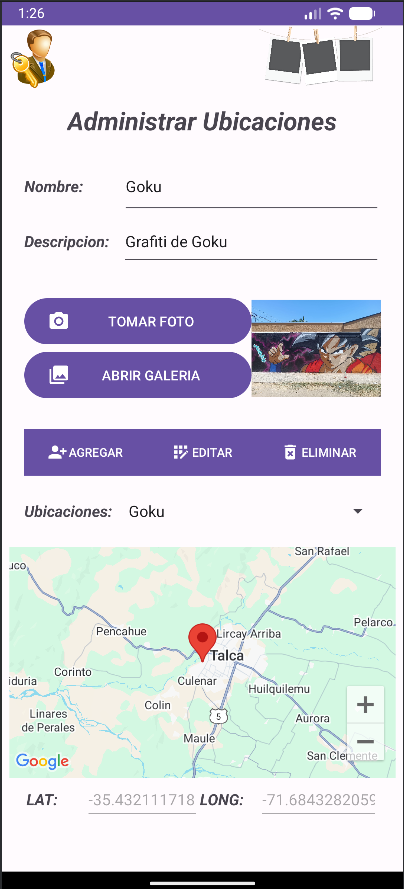 1:26
Administrar Ubicaciones
Nombre: Goku
Descripcion: Grafiti de Goku
TOMAR FOTO
ABRIR GALERIA
AGREGAR EDITAR ELIMINAR
Ubicaciones: Goku
San Rafael
uco
Pelarco
Pencahue
Lircay Arriba
Talca
Corinto
Culenar
iduria
Huilquilemu
Colin
Linares
de Perales
5
Aurora
Maule
San Clemente
Google
+
−
LAT: -35.432111718 LONG: -71.6843282059